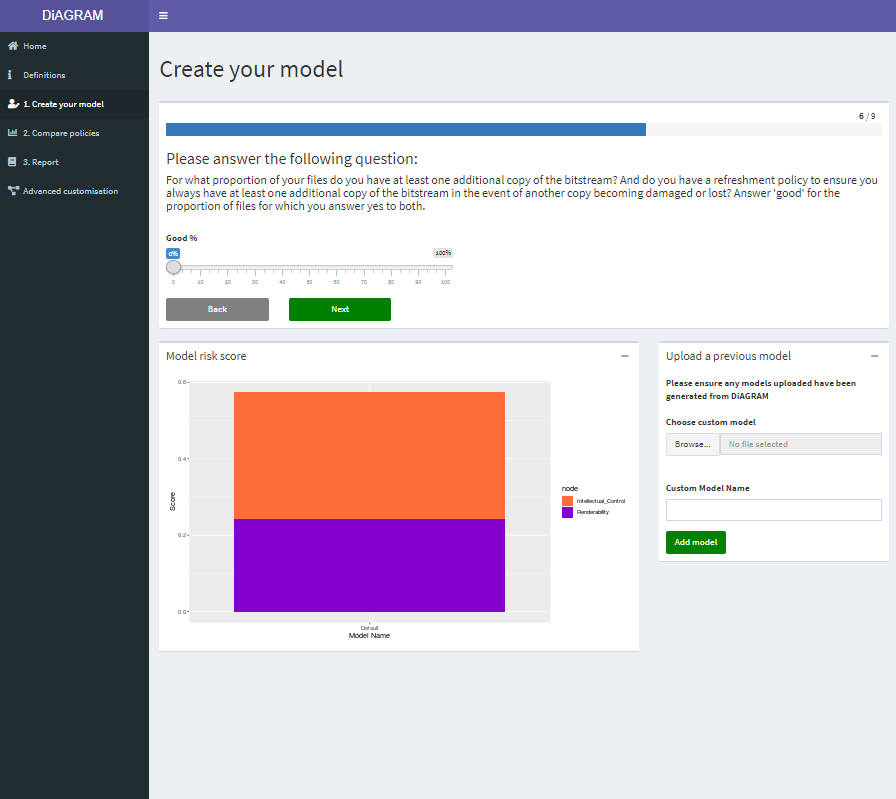 DiAGRAM
Home
Definitions
1. Create your model
2. Compare policies
3. Report
Advanced customisation
Create your model
6 / 9
Please answer the following question:
For what proportion of your files do you have at least one additional copy of the bitstream? And do you have a refreshment policy to ensure you
always have at least one additional copy of the bitstream in the event of another copy becoming damaged or lost? Answer 'good' for the
proportion of files for which you answer yes to both.
Good %
0% 100%
0 10 20 30 40 50 60 70 80 90 100
Back Next
Model risk score
0.6
0.4
0.2
0.0
Score
Default
Model Name
node
Intellectual_Control
Renderability
Upload a previous model
Please ensure any models uploaded have been
generated from DiAGRAM
Choose custom model
Browse... No file selected
Custom Model Name
Add model